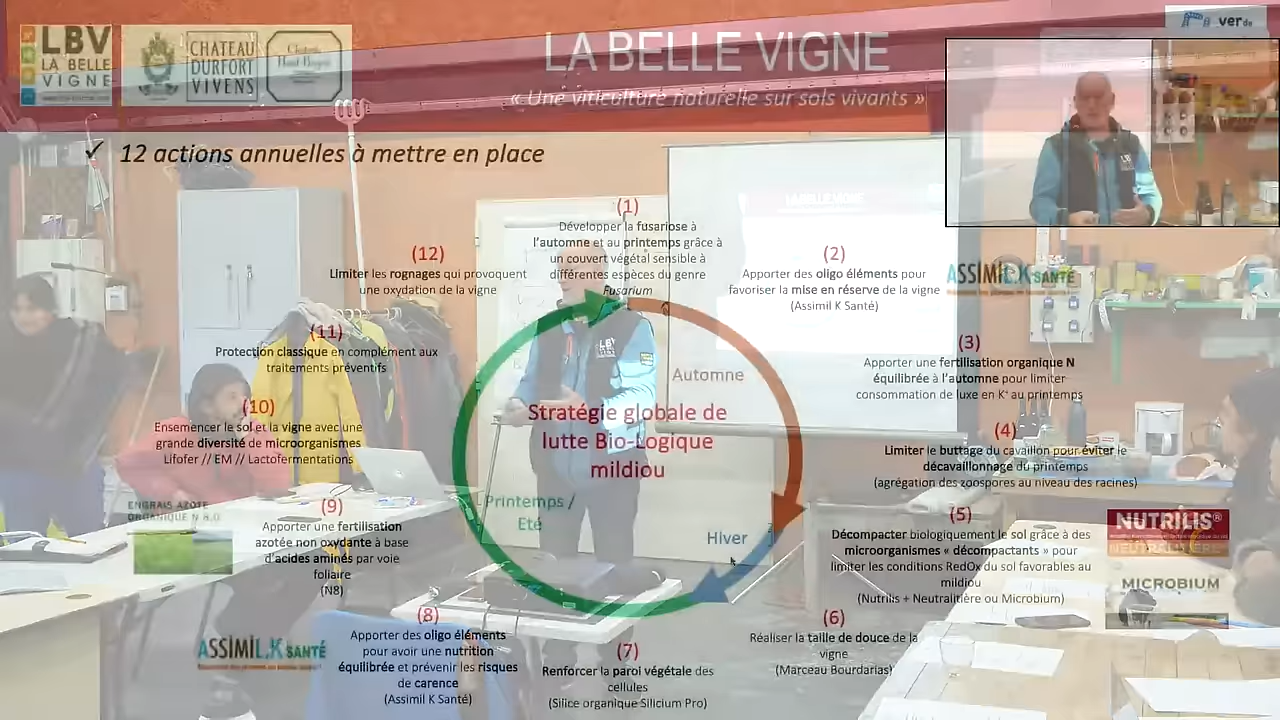 LBV
LA BELLE
VIGNE
CHATEAU
DURFORT
VIVENS
LA BELLE VIGNE
« Une viticulture naturelle sur sols vivants »
ver de
✓ 12 actions annuelles à mettre en place
(1)
Développer la fusariose à
l'automne et au printemps grâce à
un couvert végétal sensible à
différentes espèces du genre
Fusarium
(2)
Apporter des oligo éléments pour
favoriser la mise en réserve de la vigne
(Assimil K Santé)
ASSIMIL.K SANTÉ
(3)
Apporter une fertilisation organique N
équilibrée à l'automne pour limiter
consommation de luxe en K⁺ au printemps
(4)
Limiter le buttage du cavaillon pour éviter le
décavaillonnage du printemps
(agrégation des zoospores au niveau des racines)
(5)
Décompacter biologiquement le sol grâce à des
microorganismes « décompactants » pour
limiter les conditions RedOx du sol favorables au
mildiou
(Nutrilis + Neutralitière ou Microbium)
NUTRILIS®
NEUTRALITIÈRE
MICROBIUM
(6)
Réaliser la taille de douce de la
vigne
(Marceau Bourdarias)
(7)
Renforcer la paroi végétale des
cellules
(Silice organique Silicium Pro)
(8)
Apporter des oligo éléments
pour avoir une nutrition
équilibrée et prévenir les risques
de carence
(Assimil K Santé)
ASSIMIL.K SANTÉ
(9)
Apporter une fertilisation
azotée non oxydante à base
d'acides aminés par voie
foliaire
(N8)
ENGRAIS AZOTE
ORGANIQUE N 8.0
(10)
Ensemencer le sol et la vigne avec une
grande diversité de microorganismes
Lifofer // EM // Lactofermentations
(11)
Protection classique en complément aux
traitements préventifs
(12)
Limiter les rognages qui provoquent
une oxydation de la vigne
Automne
Stratégie globale de
lutte Bio-Logique
mildiou
Printemps /
Eté
Hiver
LA BELLE VIGNE
LBV